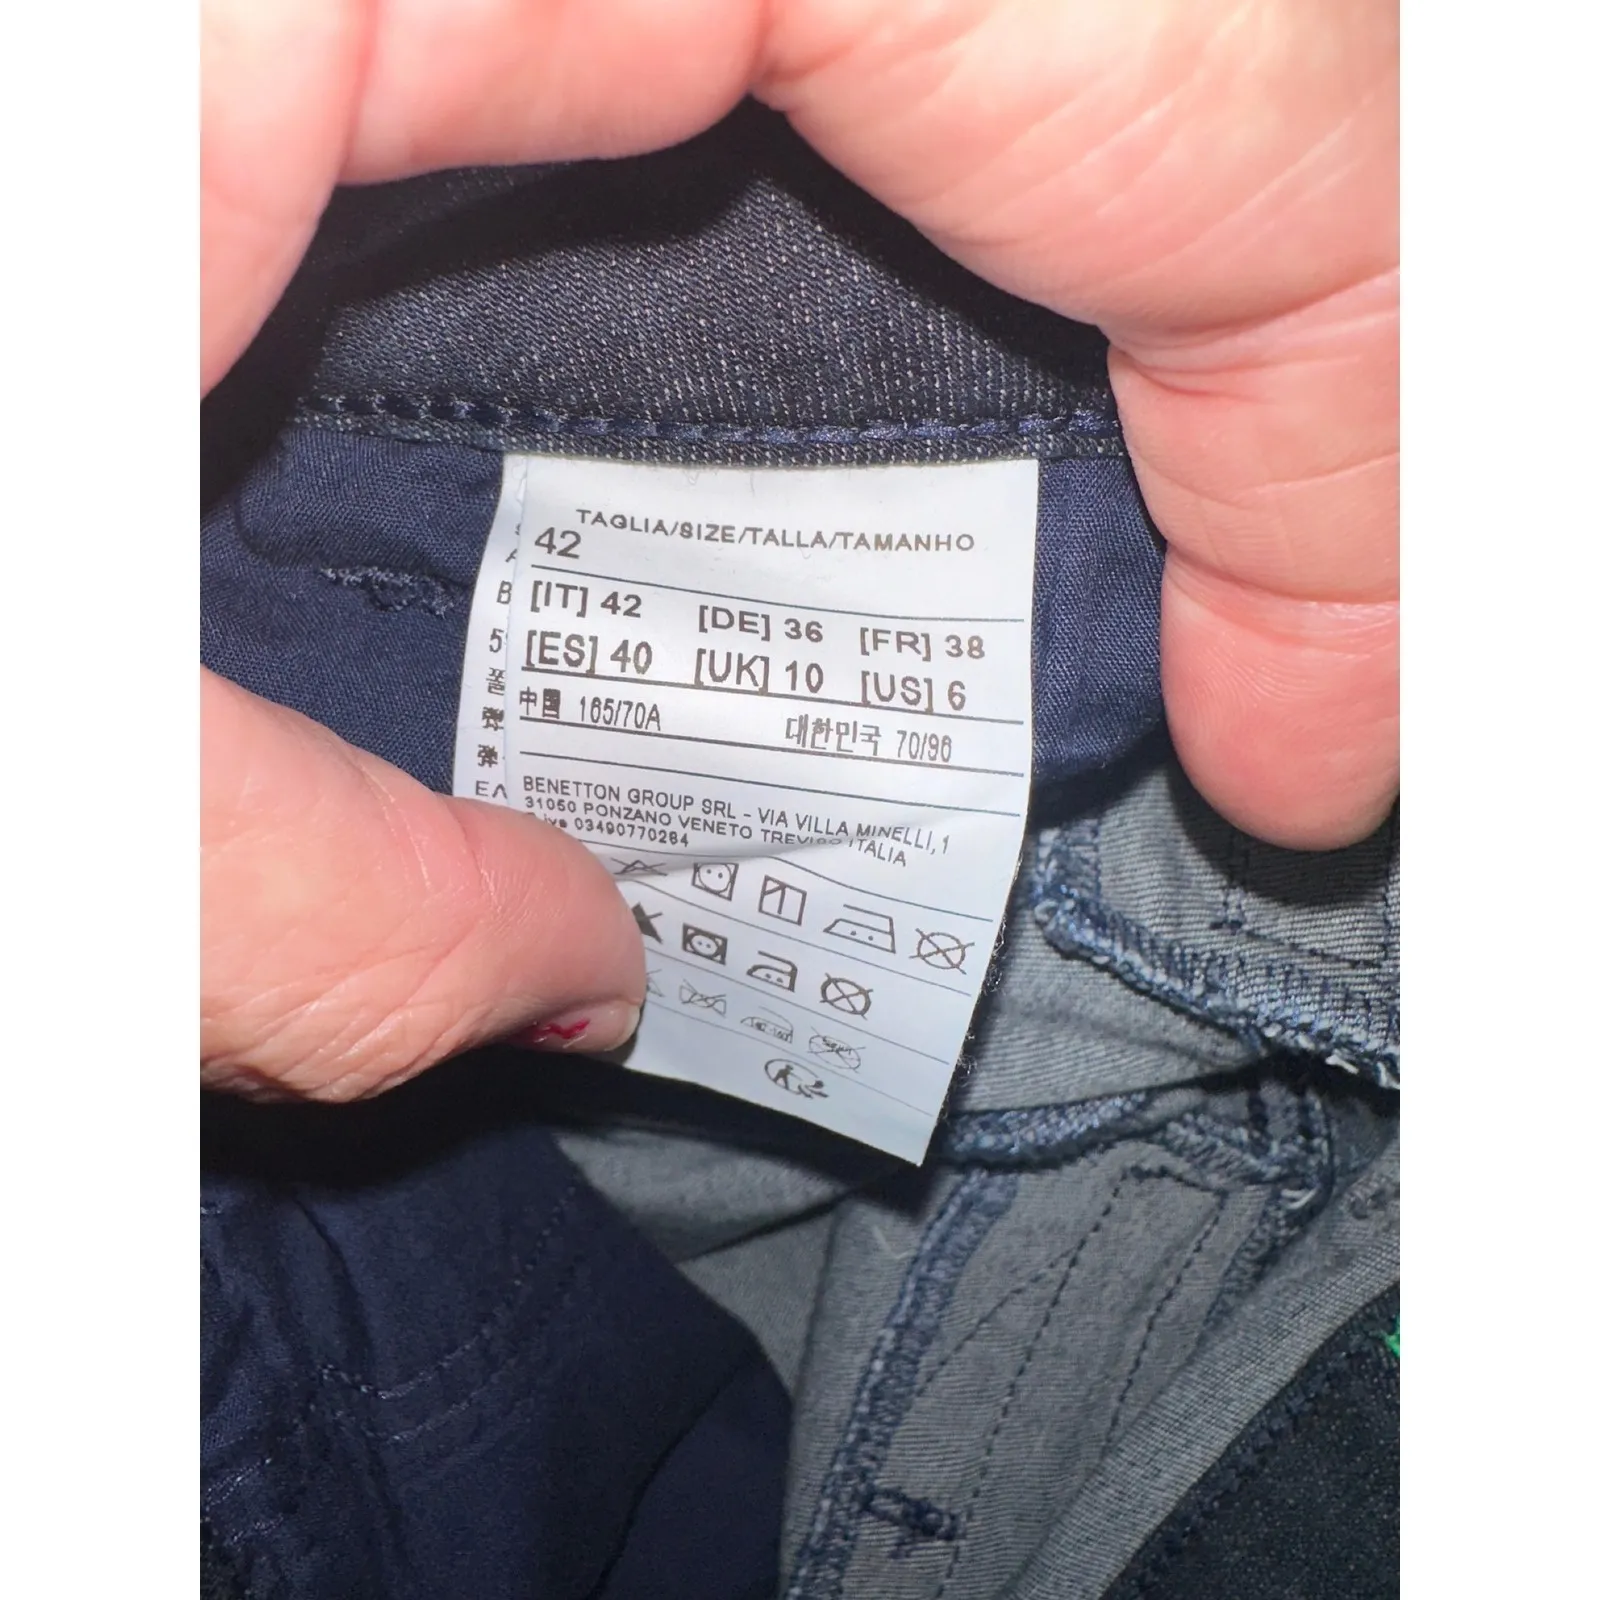 TAGLIA/SIZE/TALLA/TAMANHO
42
[IT] 42 [DE] 36 [FR] 38
[ES] 40 [UK] 10 [US] 6
中国 165/70A 대한민국 70/96
BENETTON GROUP SRL - VIA VILLA MINELLI, 1
31050 PONZANO VENETO TREVISO ITALIA
03490770264